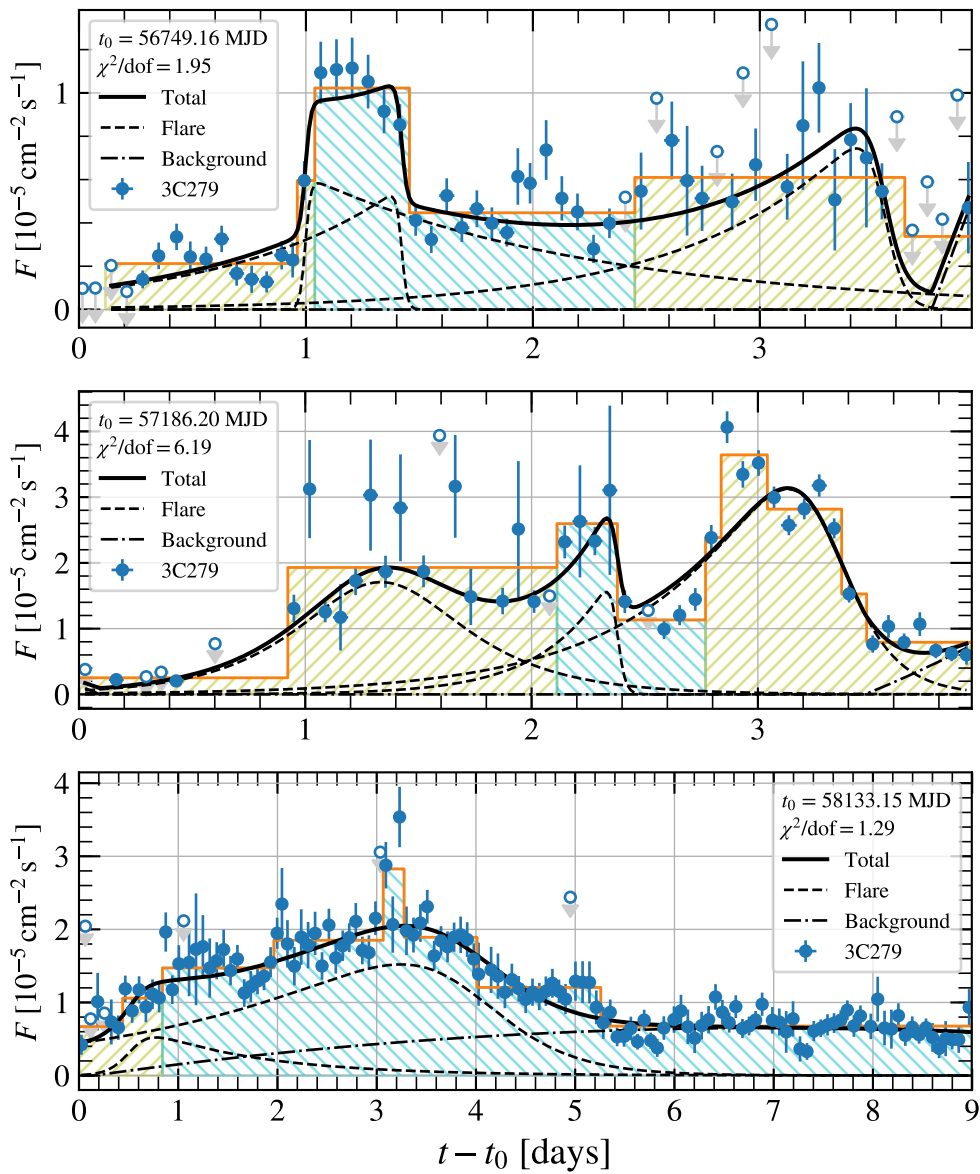 t₀ = 56749.16 MJD
χ²/dof = 1.95
Total
Flare
Background
3C279
F [10⁻⁵ cm⁻² s⁻¹]
1
0
0 1 2 3
t₀ = 57186.20 MJD
χ²/dof = 6.19
Total
Flare
Background
3C279
F [10⁻⁵ cm⁻² s⁻¹]
4
3
2
1
0
0 1 2 3
t₀ = 58133.15 MJD
χ²/dof = 1.29
Total
Flare
Background
3C279
F [10⁻⁵ cm⁻² s⁻¹]
4
3
2
1
0
0 1 2 3 4 5 6 7 8 9
t − t₀ [days]